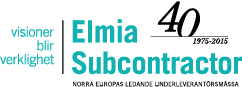 visioner
blir
verklighet
Elmia
Subcontractor
40
1975-2015
NORRA EUROPAS LEDANDE UNDERLEVERANTÖRSMÄSSA